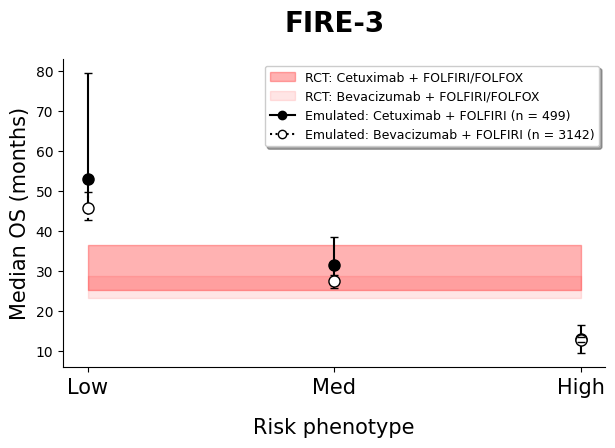 FIRE-3
RCT: Cetuximab + FOLFIRI/FOLFOX
RCT: Bevacizumab + FOLFIRI/FOLFOX
Emulated: Cetuximab + FOLFIRI (n = 499)
Emulated: Bevacizumab + FOLFIRI (n = 3142)
Median OS (months)
80
70
60
50
40
30
20
10
Low Med High
Risk phenotype